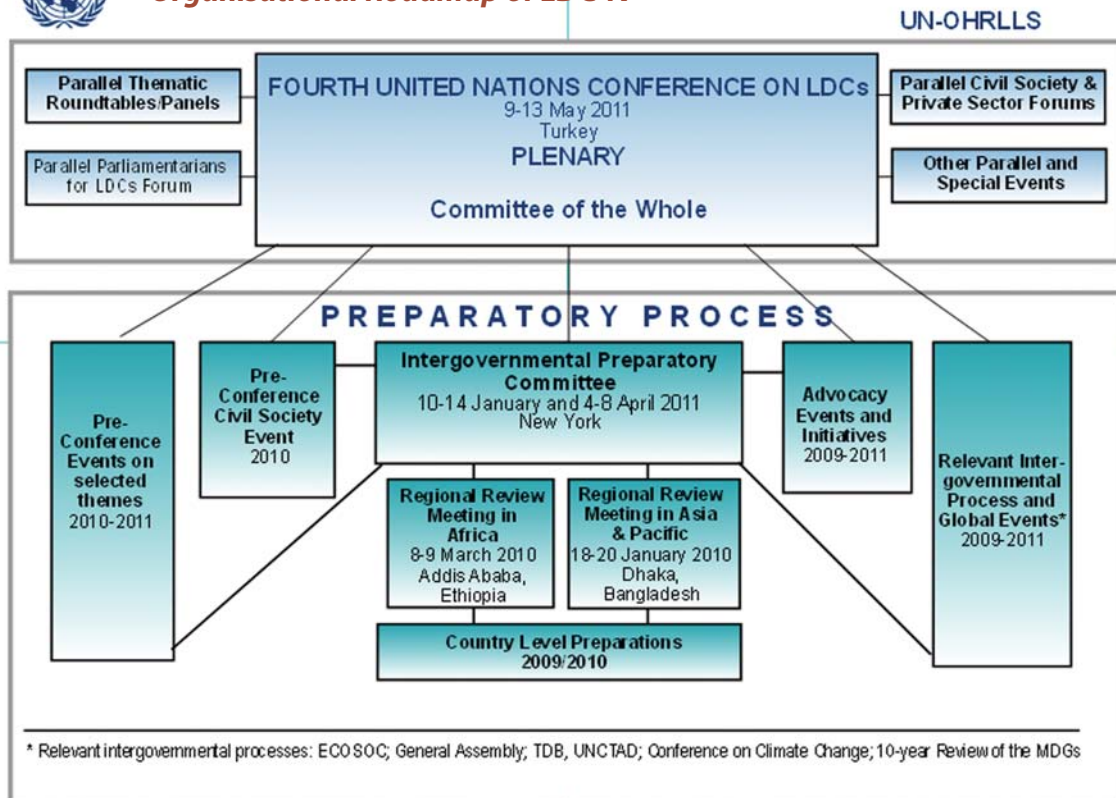 Organisational Roadmap of LDC IV
UN-OHRLLS
Parallel Thematic
Roundtables/Panels
Parallel Parliamentarians
for LDCs Forum
FOURTH UNITED NATIONS CONFERENCE ON LDCs
9-13 May 2011
Turkey
PLENARY
Committee of the Whole
Parallel Civil Society &
Private Sector Forums
Other Parallel and
Special Events
PREPARATORY PROCESS
Pre-
Conference
Events on
selected
themes
2010-2011
Pre-
Conference
Civil Society
Event
2010
Intergovernmental Preparatory
Committee
10-14 January and 4-8 April 2011
New York
Regional Review
Meeting in
Africa
8-9 March 2010
Addis Ababa,
Ethiopia
Regional Review
Meeting in Asia
& Pacific
18-20 January 2010
Dhaka,
Bangladesh
Country Level Preparations
2009/2010
Advocacy
Events and
Initiatives
2009-2011
Relevant Inter-
governmental
Process and
Global Events*
2009-2011
* Relevant intergovernmental processes: ECOSOC; General Assembly; TDB, UNCTAD; Conference on Climate Change; 10-year Review of the MDGs